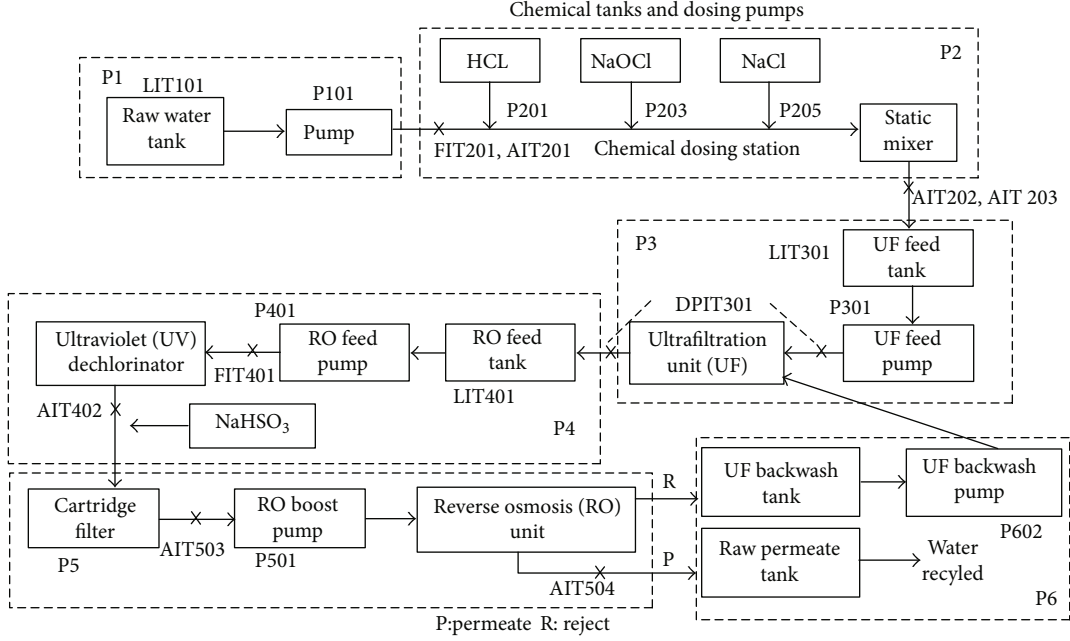 Chemical tanks and dosing pumps
P1
LIT101
Raw water
tank
P101
Pump
HCL
NaOCl
NaCl
P2
P201
P203
P205
FIT201, AIT201
Chemical dosing station
Static
mixer
AIT202, AIT 203
P3
LIT301
UF feed
tank
P301
UF feed
pump
DPIT301
Ultrafiltration
unit (UF)
P401
Ultraviolet (UV)
dechlorinator
FIT401
RO feed
pump
RO feed
tank
LIT401
AIT402
NaHSO3
P4
Cartridge
filter
P5
AIT503
RO boost
pump
P501
Reverse osmosis (RO)
unit
AIT504
R
P
UF backwash
tank
UF backwash
pump
P602
Raw permeate
tank
Water
recyled
P6
P:permeate R: reject